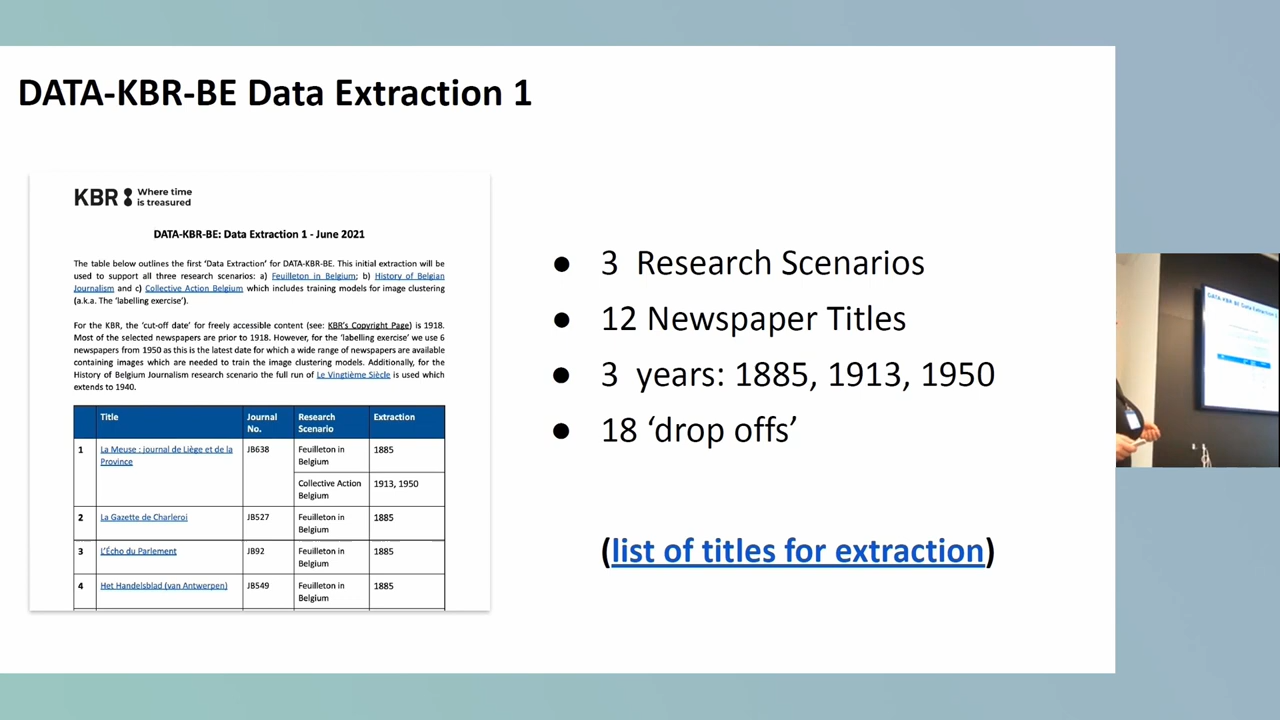 DATA-KBR-BE Data Extraction 1
KBR Where time
is treasured
DATA-KBR-BE: Data Extraction 1 - June 2021
The table below outlines the first ‘Data Extraction’ for DATA-KBR-BE. This initial extraction will be
used to support all three research scenarios: a) Feuilleton in Belgium; b) History of Belgian
Journalism and c) Collective Action Belgium which includes training models for image clustering
(a.k.a. The ‘labelling exercise’).
For the KBR, the ‘cut-off date’ for freely accessible content (see: KBR’s Copyright Page) is 1918.
Most of the selected newspapers are prior to 1918. However, for the ‘labelling exercise’ we use 6
newspapers from 1950 as this is the latest date for which a wide range of newspapers are available
containing images which are needed to train the image clustering models. Additionally, for the
History of Belgium Journalism research scenario the full run of Le Vingtième Siècle is used which
extends to 1940.
Title Journal No. Research Scenario Extraction
1 La Meuse : journal de Liège et de la Province JB638 Feuilleton in Belgium 1885
Collective Action Belgium 1913, 1950
2 La Gazette de Charleroi JB527 Feuilleton in Belgium 1885
3 L’Écho du Parlement JB92 Feuilleton in Belgium 1885
4 Het Handelsblad (van Antwerpen) JB549 Feuilleton in Belgium 1885
● 3 Research Scenarios
● 12 Newspaper Titles
● 3 years: 1885, 1913, 1950
● 18 ‘drop offs’
(list of titles for extraction)
DATA-KBR-BE Data Extraction 1